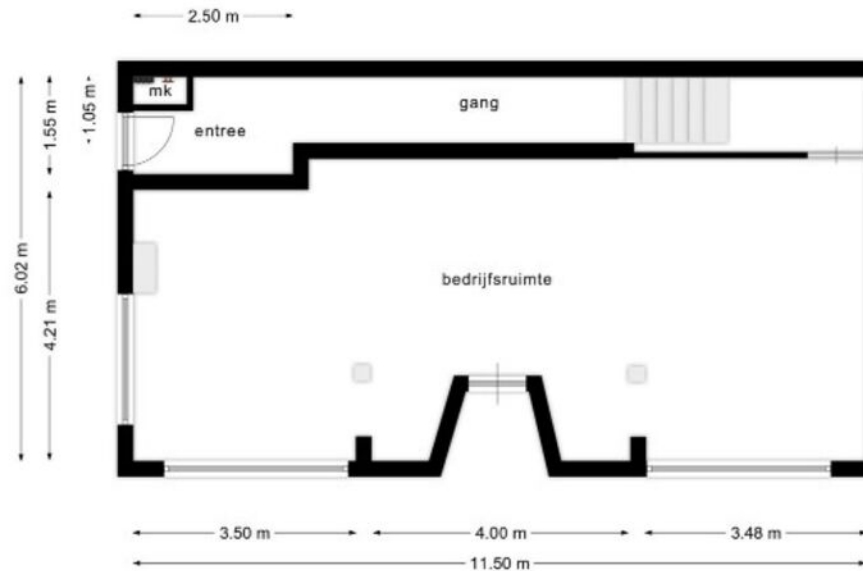 2.50 m
mk
gang
entree
1.55 m
1.05 m
6.02 m
4.21 m
bedrijfsruimte
3.50 m
4.00 m
3.48 m
11.50 m